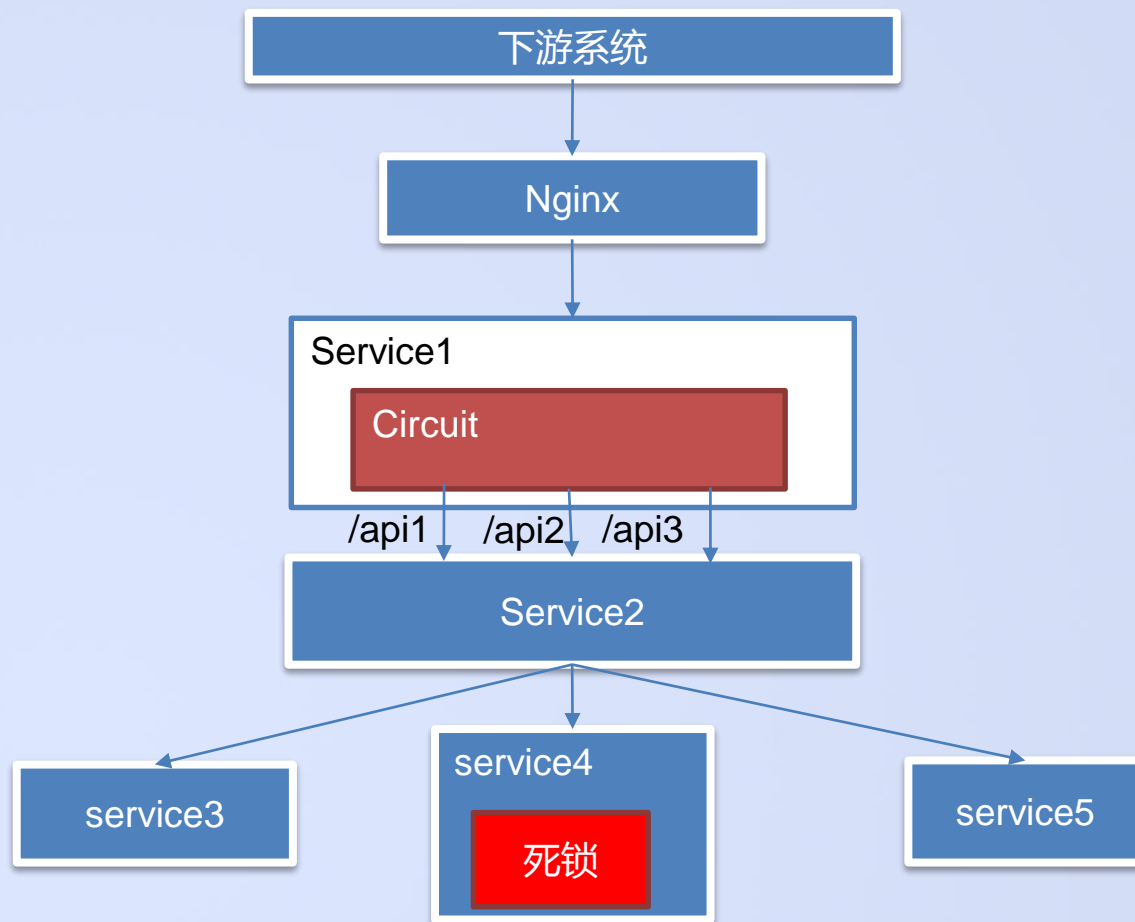 下游系统
Nginx
Service1
Circuit
/api1
/api2
/api3
Service2
service3
service4
死锁
service5